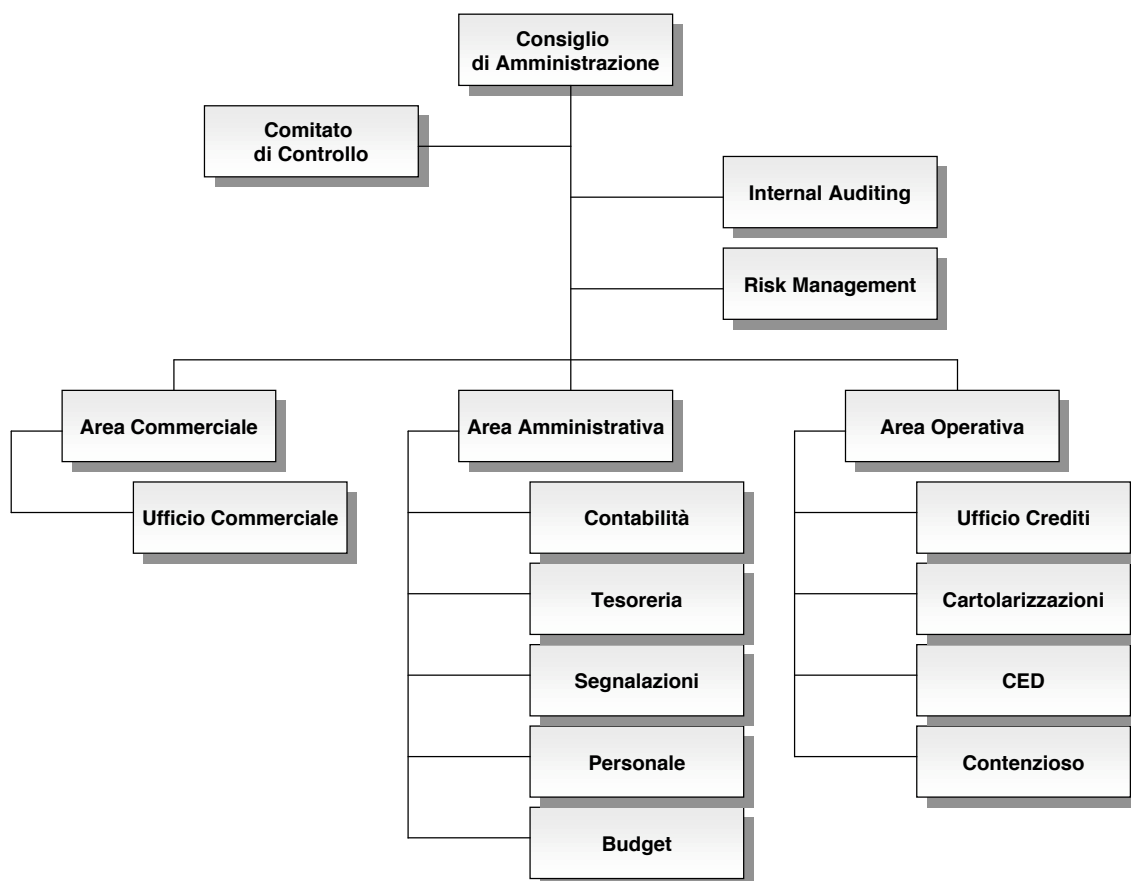 Consiglio
di Amministrazione
Comitato
di Controllo
Internal Auditing
Risk Management
Area Commerciale
Ufficio Commerciale
Area Amministrativa
Contabilità
Tesoreria
Segnalazioni
Personale
Budget
Area Operativa
Ufficio Crediti
Cartolarizzazioni
CED
Contenzioso